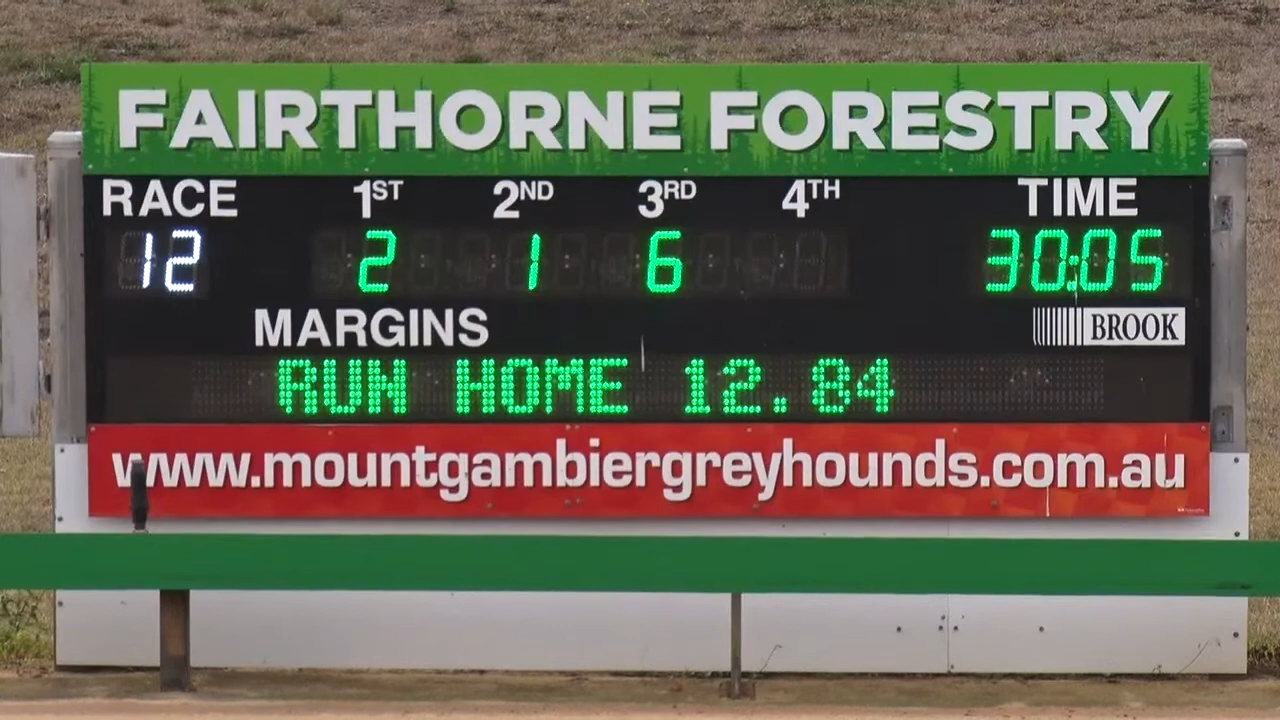 FAIRTHORNE FORESTRY
RACE 1ST 2ND 3RD 4TH TIME
12 2 1 6 30:05
MARGINS BROOK
RUN HOME 12.84
www.mountgambiergreyhounds.com.au